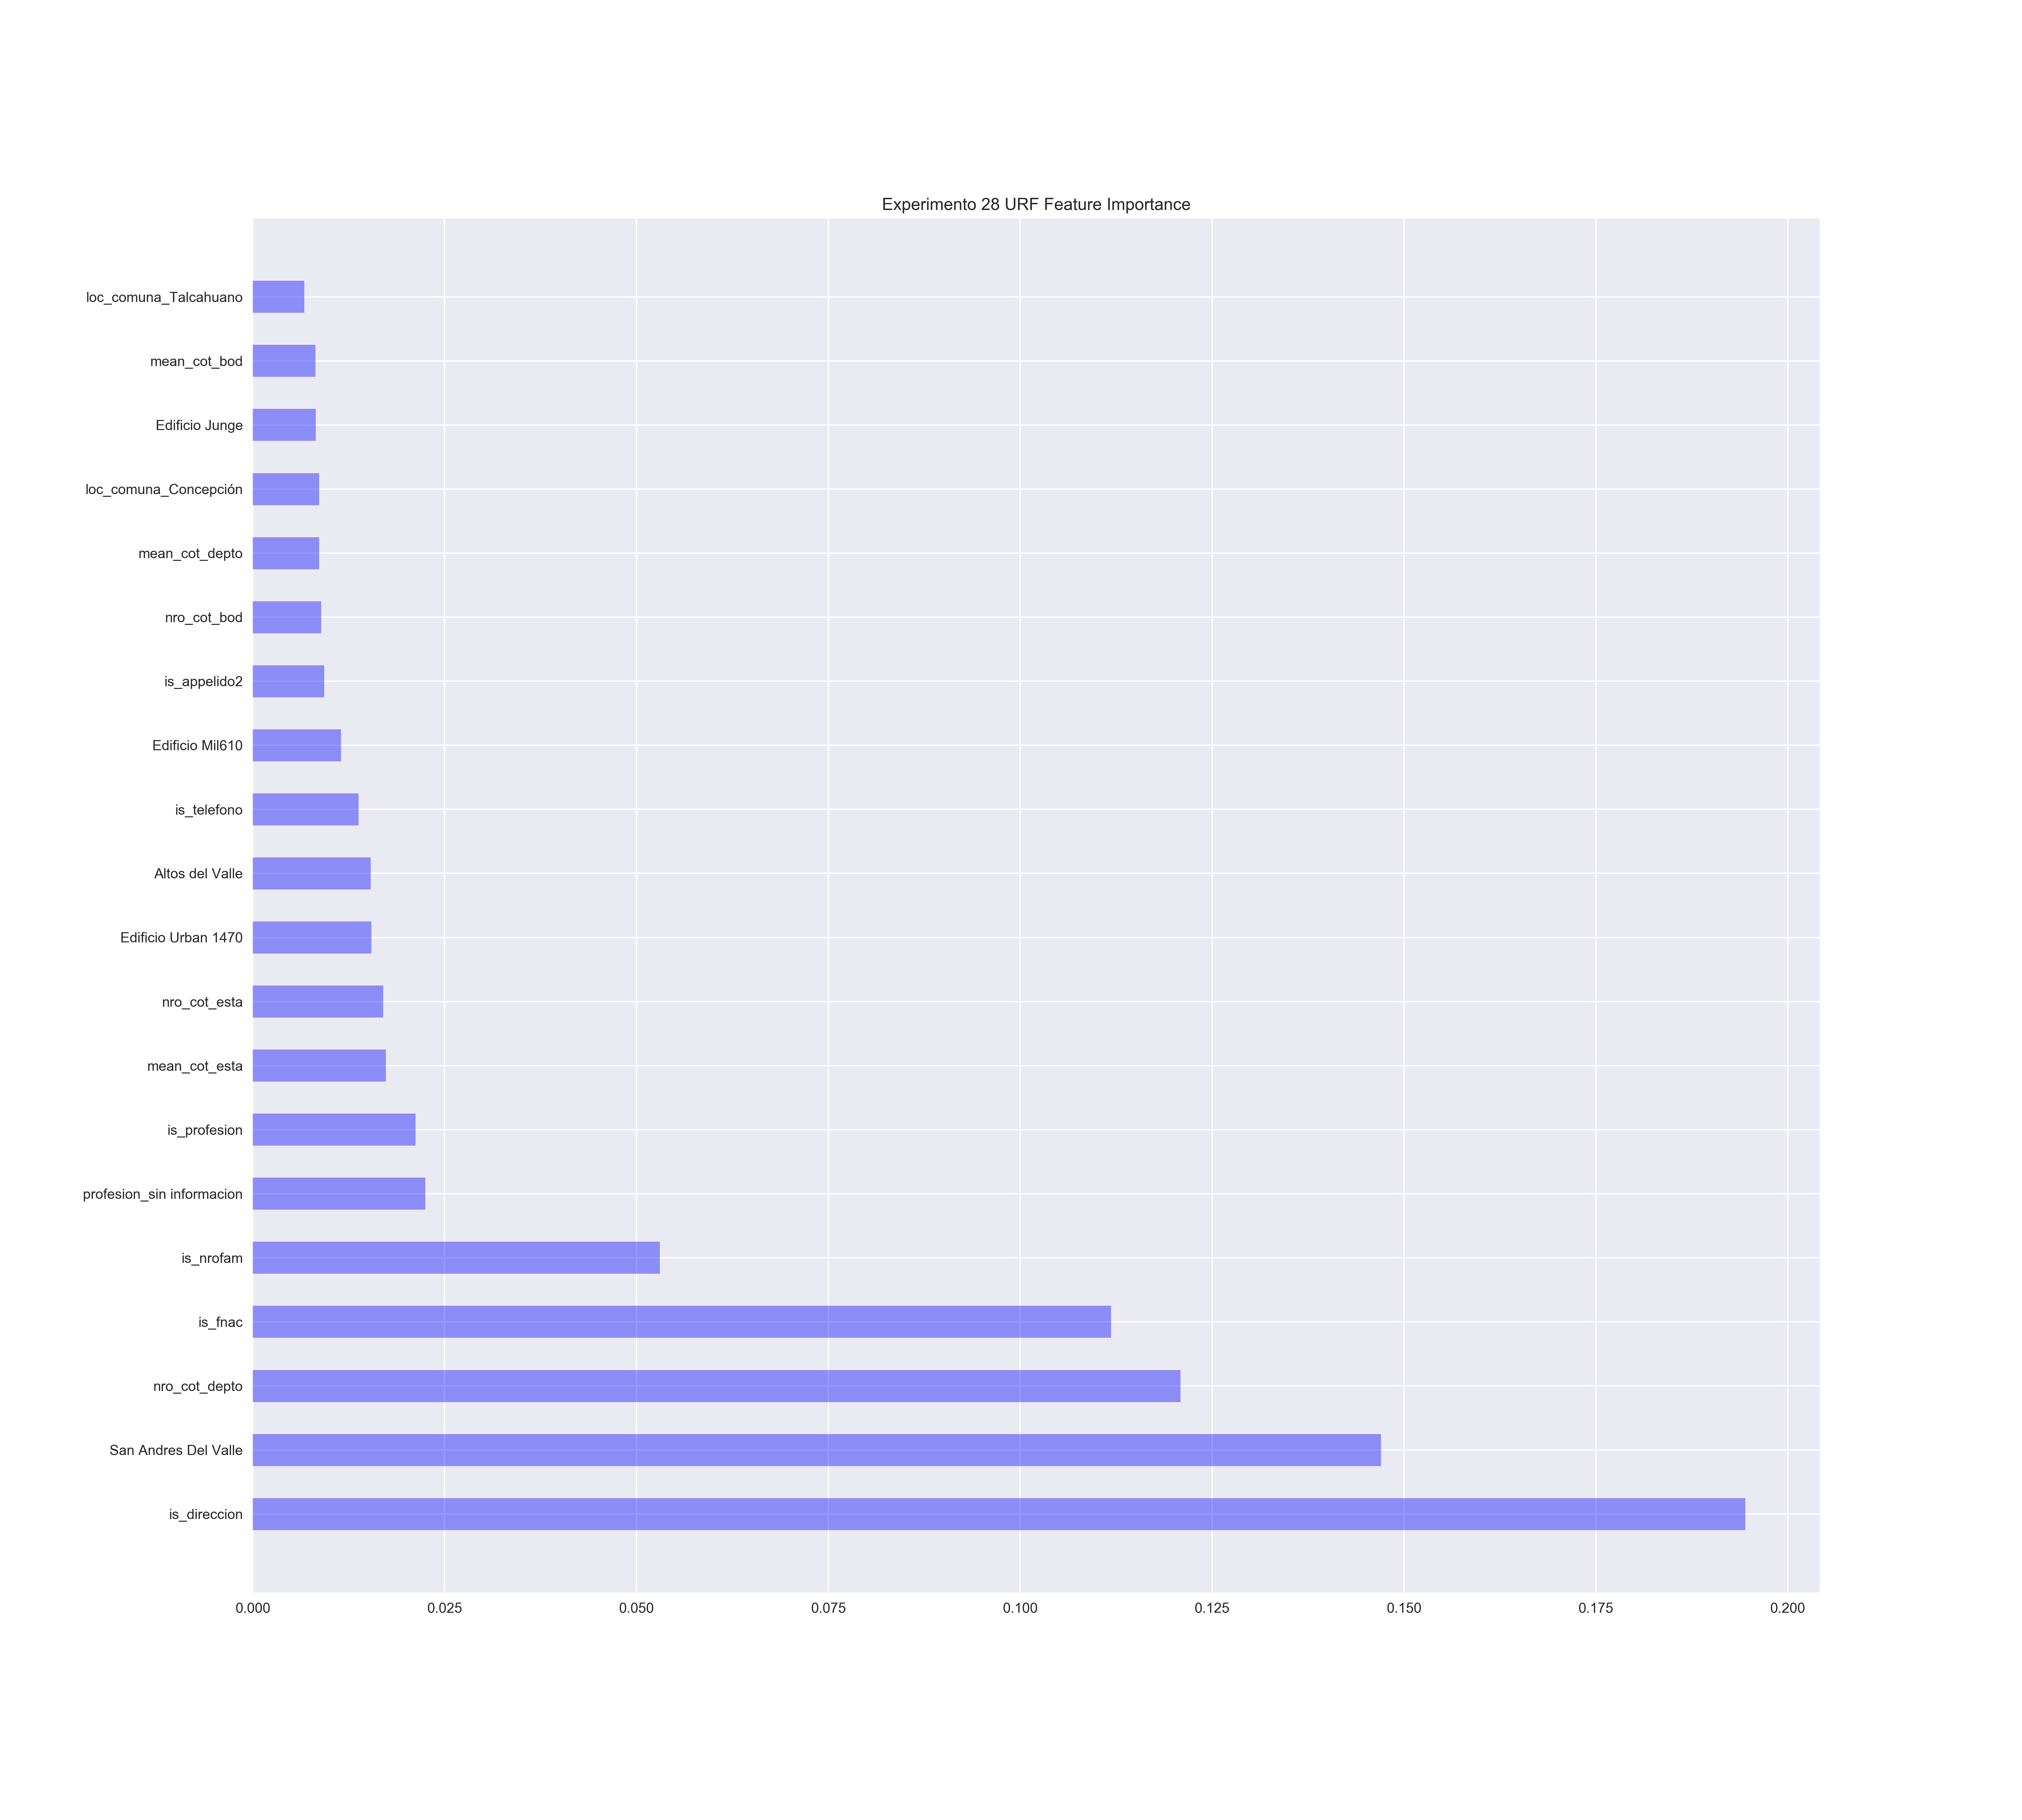 Experimento 28 URF Feature Importance
loc_comuna_Talcahuano
mean_cot_bod
Edificio Junge
loc_comuna_Concepción
mean_cot_depto
nro_cot_bod
is_appelido2
Edificio Mil610
is_telefono
Altos del Valle
Edificio Urban 1470
nro_cot_esta
mean_cot_esta
is_profesion
profesion_sin informacion
is_nrofam
is_fnac
nro_cot_depto
San Andres Del Valle
is_direccion
0.000 0.025 0.050 0.075 0.100 0.125 0.150 0.175 0.200